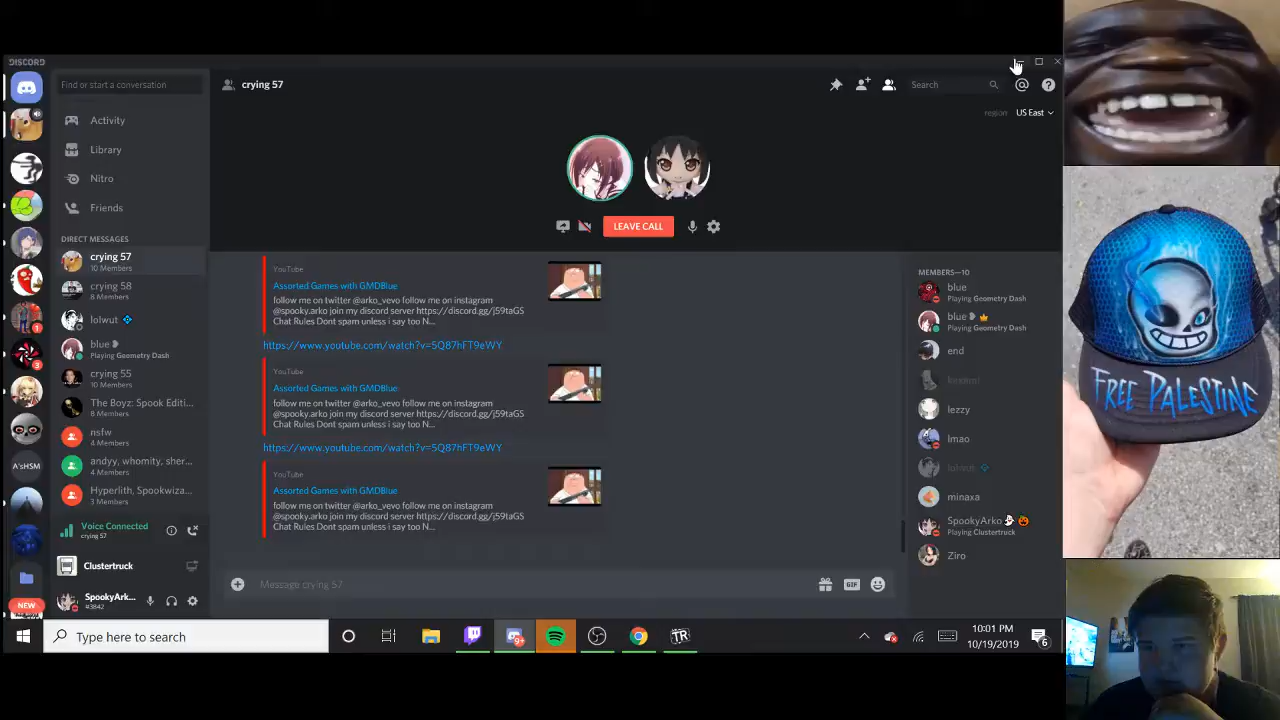 DISCORD
Find or start a conversation
crying 57
Search
Activity
region US East
Library
Nitro
Friends
LEAVE CALL
DIRECT MESSAGES
crying 57
10 Members
crying 58
8 Members
lolwut
blue
Playing Geometry Dash
crying 55
10 Members
The Boyz: Spook Editi...
8 Members
nsfw
4 Members
andyy, whomity, sher...
4 Members
Hyperlith, Spookwiza...
3 Members
1
3
A'sHSM
NEW
Voice Connected
crying 57
Clustertruck
SpookyArk...
#3842
YouTube
Assorted Games with GMDBlue
follow me on twitter @arko_vevo follow me on instagram
@spooky.arko join my discord server https://discord.gg/j59taGS
Chat Rules Dont spam unless i say too N...
https://www.youtube.com/watch?v=5Q87hFT9eWY
YouTube
Assorted Games with GMDBlue
follow me on twitter @arko_vevo follow me on instagram
@spooky.arko join my discord server https://discord.gg/j59taGS
Chat Rules Dont spam unless i say too N...
https://www.youtube.com/watch?v=5Q87hFT9eWY
YouTube
Assorted Games with GMDBlue
follow me on twitter @arko_vevo follow me on instagram
@spooky.arko join my discord server https://discord.gg/j59taGS
Chat Rules Dont spam unless i say too N...
Message crying 57
GIF
MEMBERS—10
blue
Playing Geometry Dash
blue
Playing Geometry Dash
end
lezzy
lmao
lolwut
minaxa
SpookyArko
Playing Clustertruck
Ziro
FREE PALESTINE
Type here to search
9+
TR
10:01 PM
10/19/2019
6